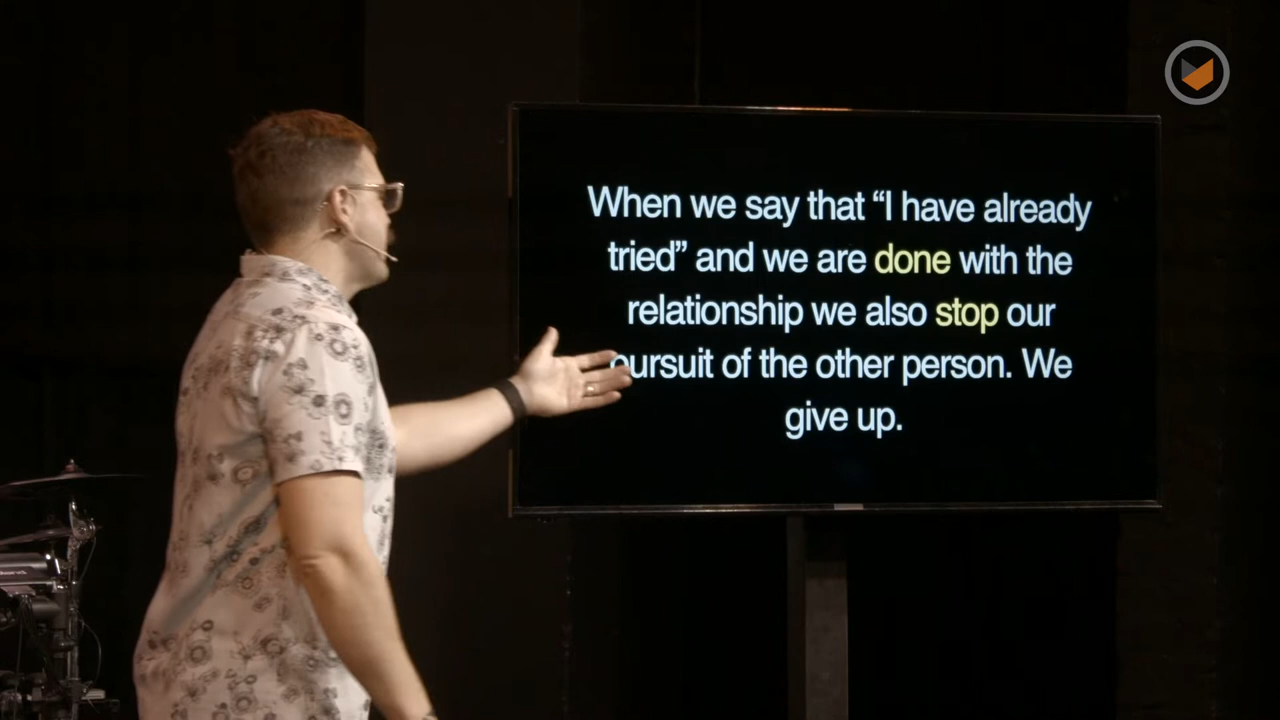 When we say that “I have already
tried” and we are done with the
relationship we also stop our
pursuit of the other person. We
give up.